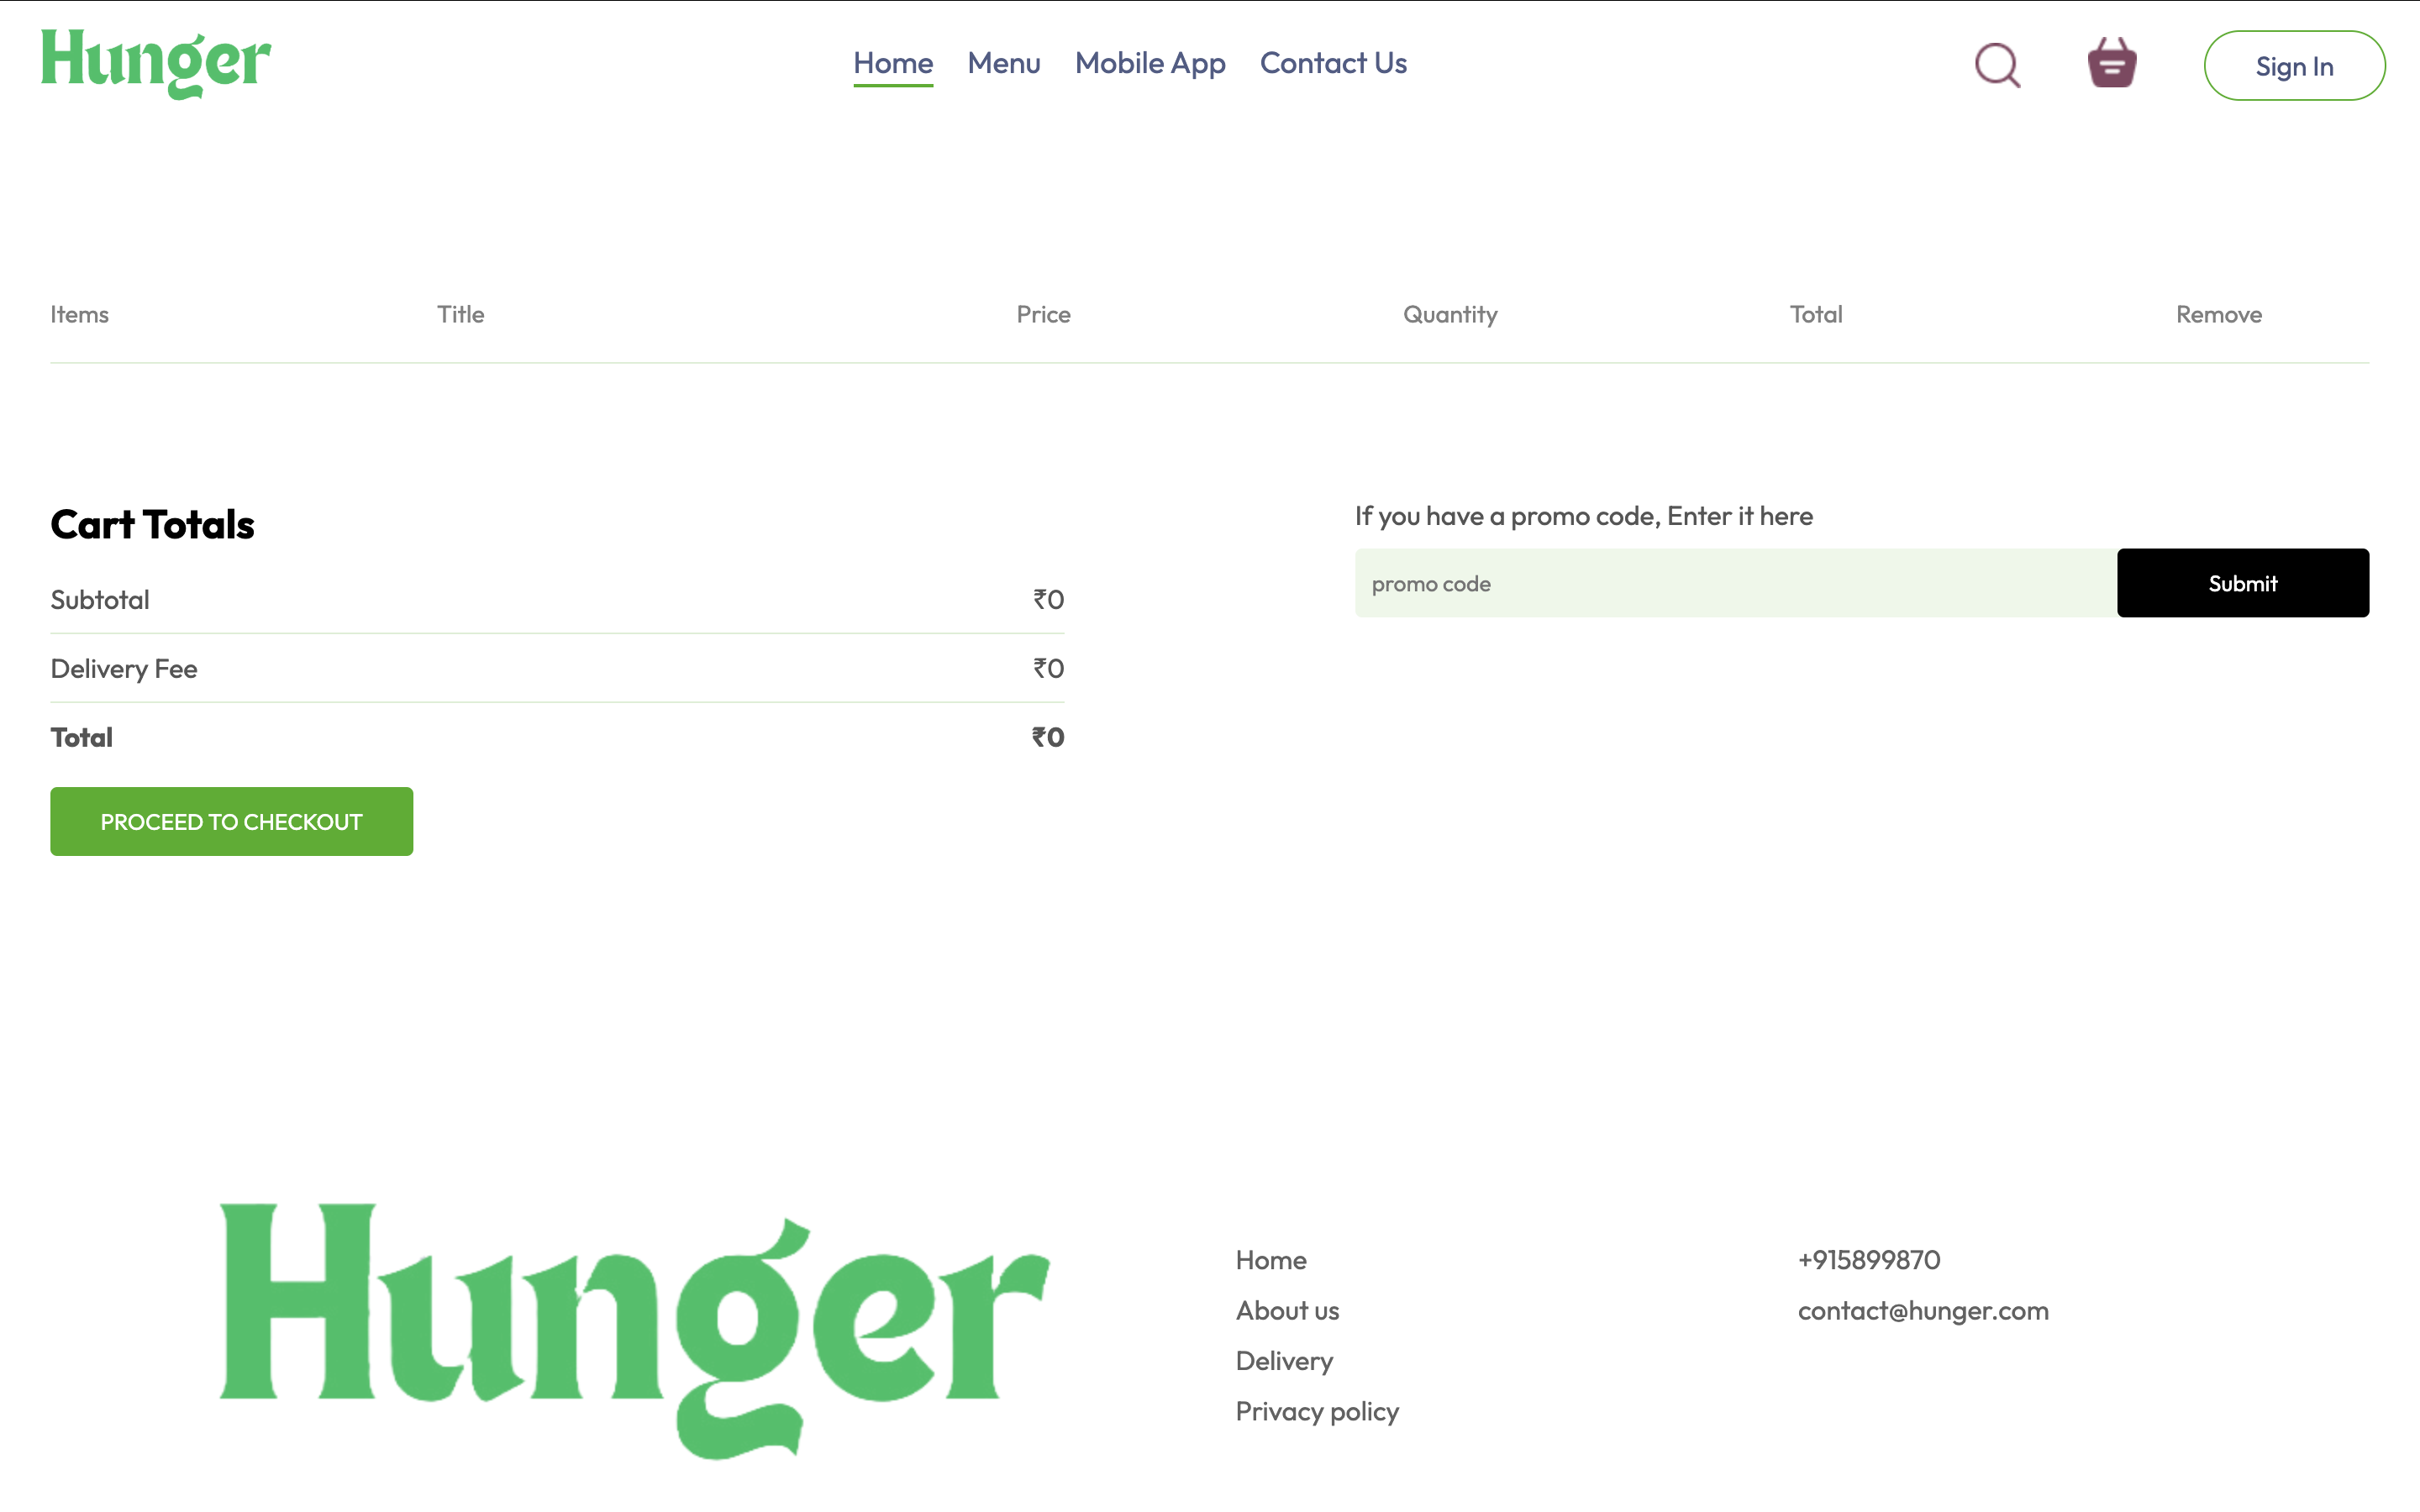 Hunger
Home Menu Mobile App Contact Us
Sign In
Items Title Price Quantity Total Remove
Cart Totals
Subtotal ₹0
Delivery Fee ₹0
Total ₹0
PROCEED TO CHECKOUT
If you have a promo code, Enter it here
promo code
Submit
Hunger
Home
About us
Delivery
Privacy policy
+915899870
contact@hunger.com